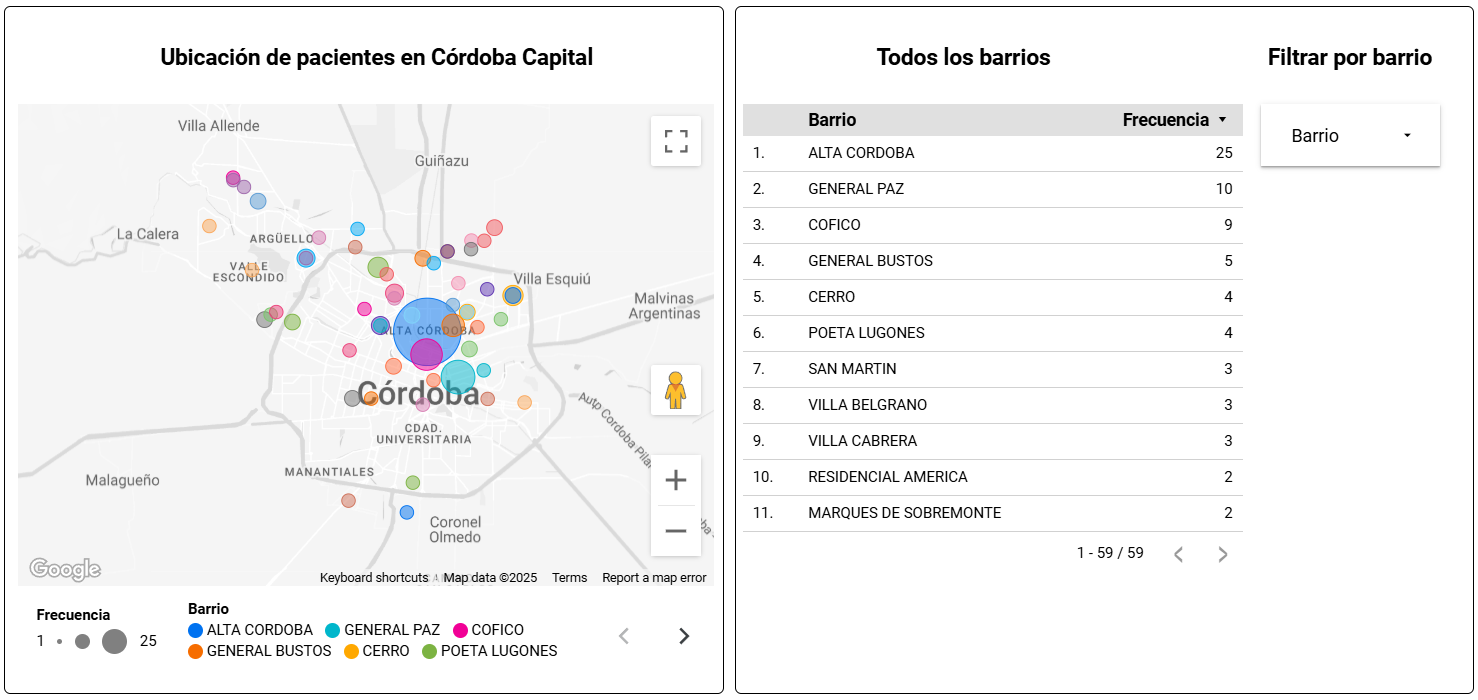 Ubicación de pacientes en Córdoba Capital
Villa Allende
Guiñazu
La Calera
ARGÜELLO
VALLE
ESCONDIDO
Villa Esquiú
Malvinas
Argentinas
ALTA CÓRDOBA
Córdoba
CDAD.
UNIVERSITARIA
Auto Cordoba Pilar
MANANTIALES
Malagueño
Coronel
Olmedo
Google
Keyboard shortcuts Map data ©2025 Terms Report a map error
Frecuencia
1 25
Barrio
ALTA CORDOBA GENERAL PAZ COFICO
GENERAL BUSTOS CERRO POETA LUGONES
Todos los barrios
Barrio Frecuencia
1. ALTA CORDOBA 25
2. GENERAL PAZ 10
3. COFICO 9
4. GENERAL BUSTOS 5
5. CERRO 4
6. POETA LUGONES 4
7. SAN MARTIN 3
8. VILLA BELGRANO 3
9. VILLA CABRERA 3
10. RESIDENCIAL AMERICA 2
11. MARQUES DE SOBREMONTE 2
1 - 59 / 59
Filtrar por barrio
Barrio